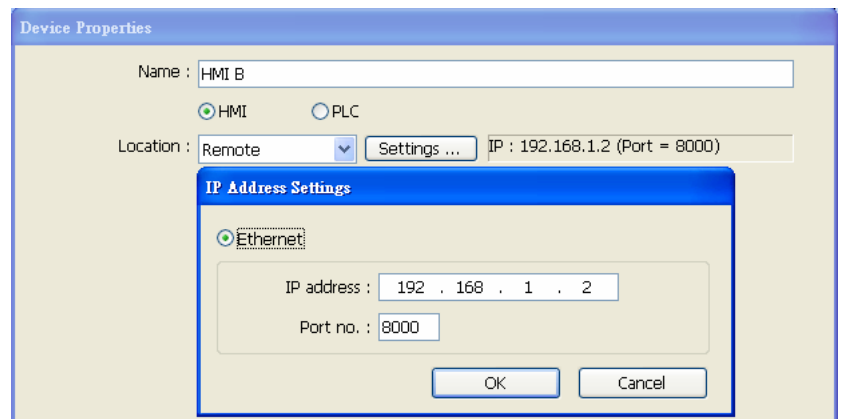 Device Properties
Name : HMI B
HMI PLC
Location : Remote Settings ... IP : 192.168.1.2 (Port = 8000)
IP Address Settings
Ethernet
IP address : 192 . 168 . 1 . 2
Port no. : 8000
OK Cancel